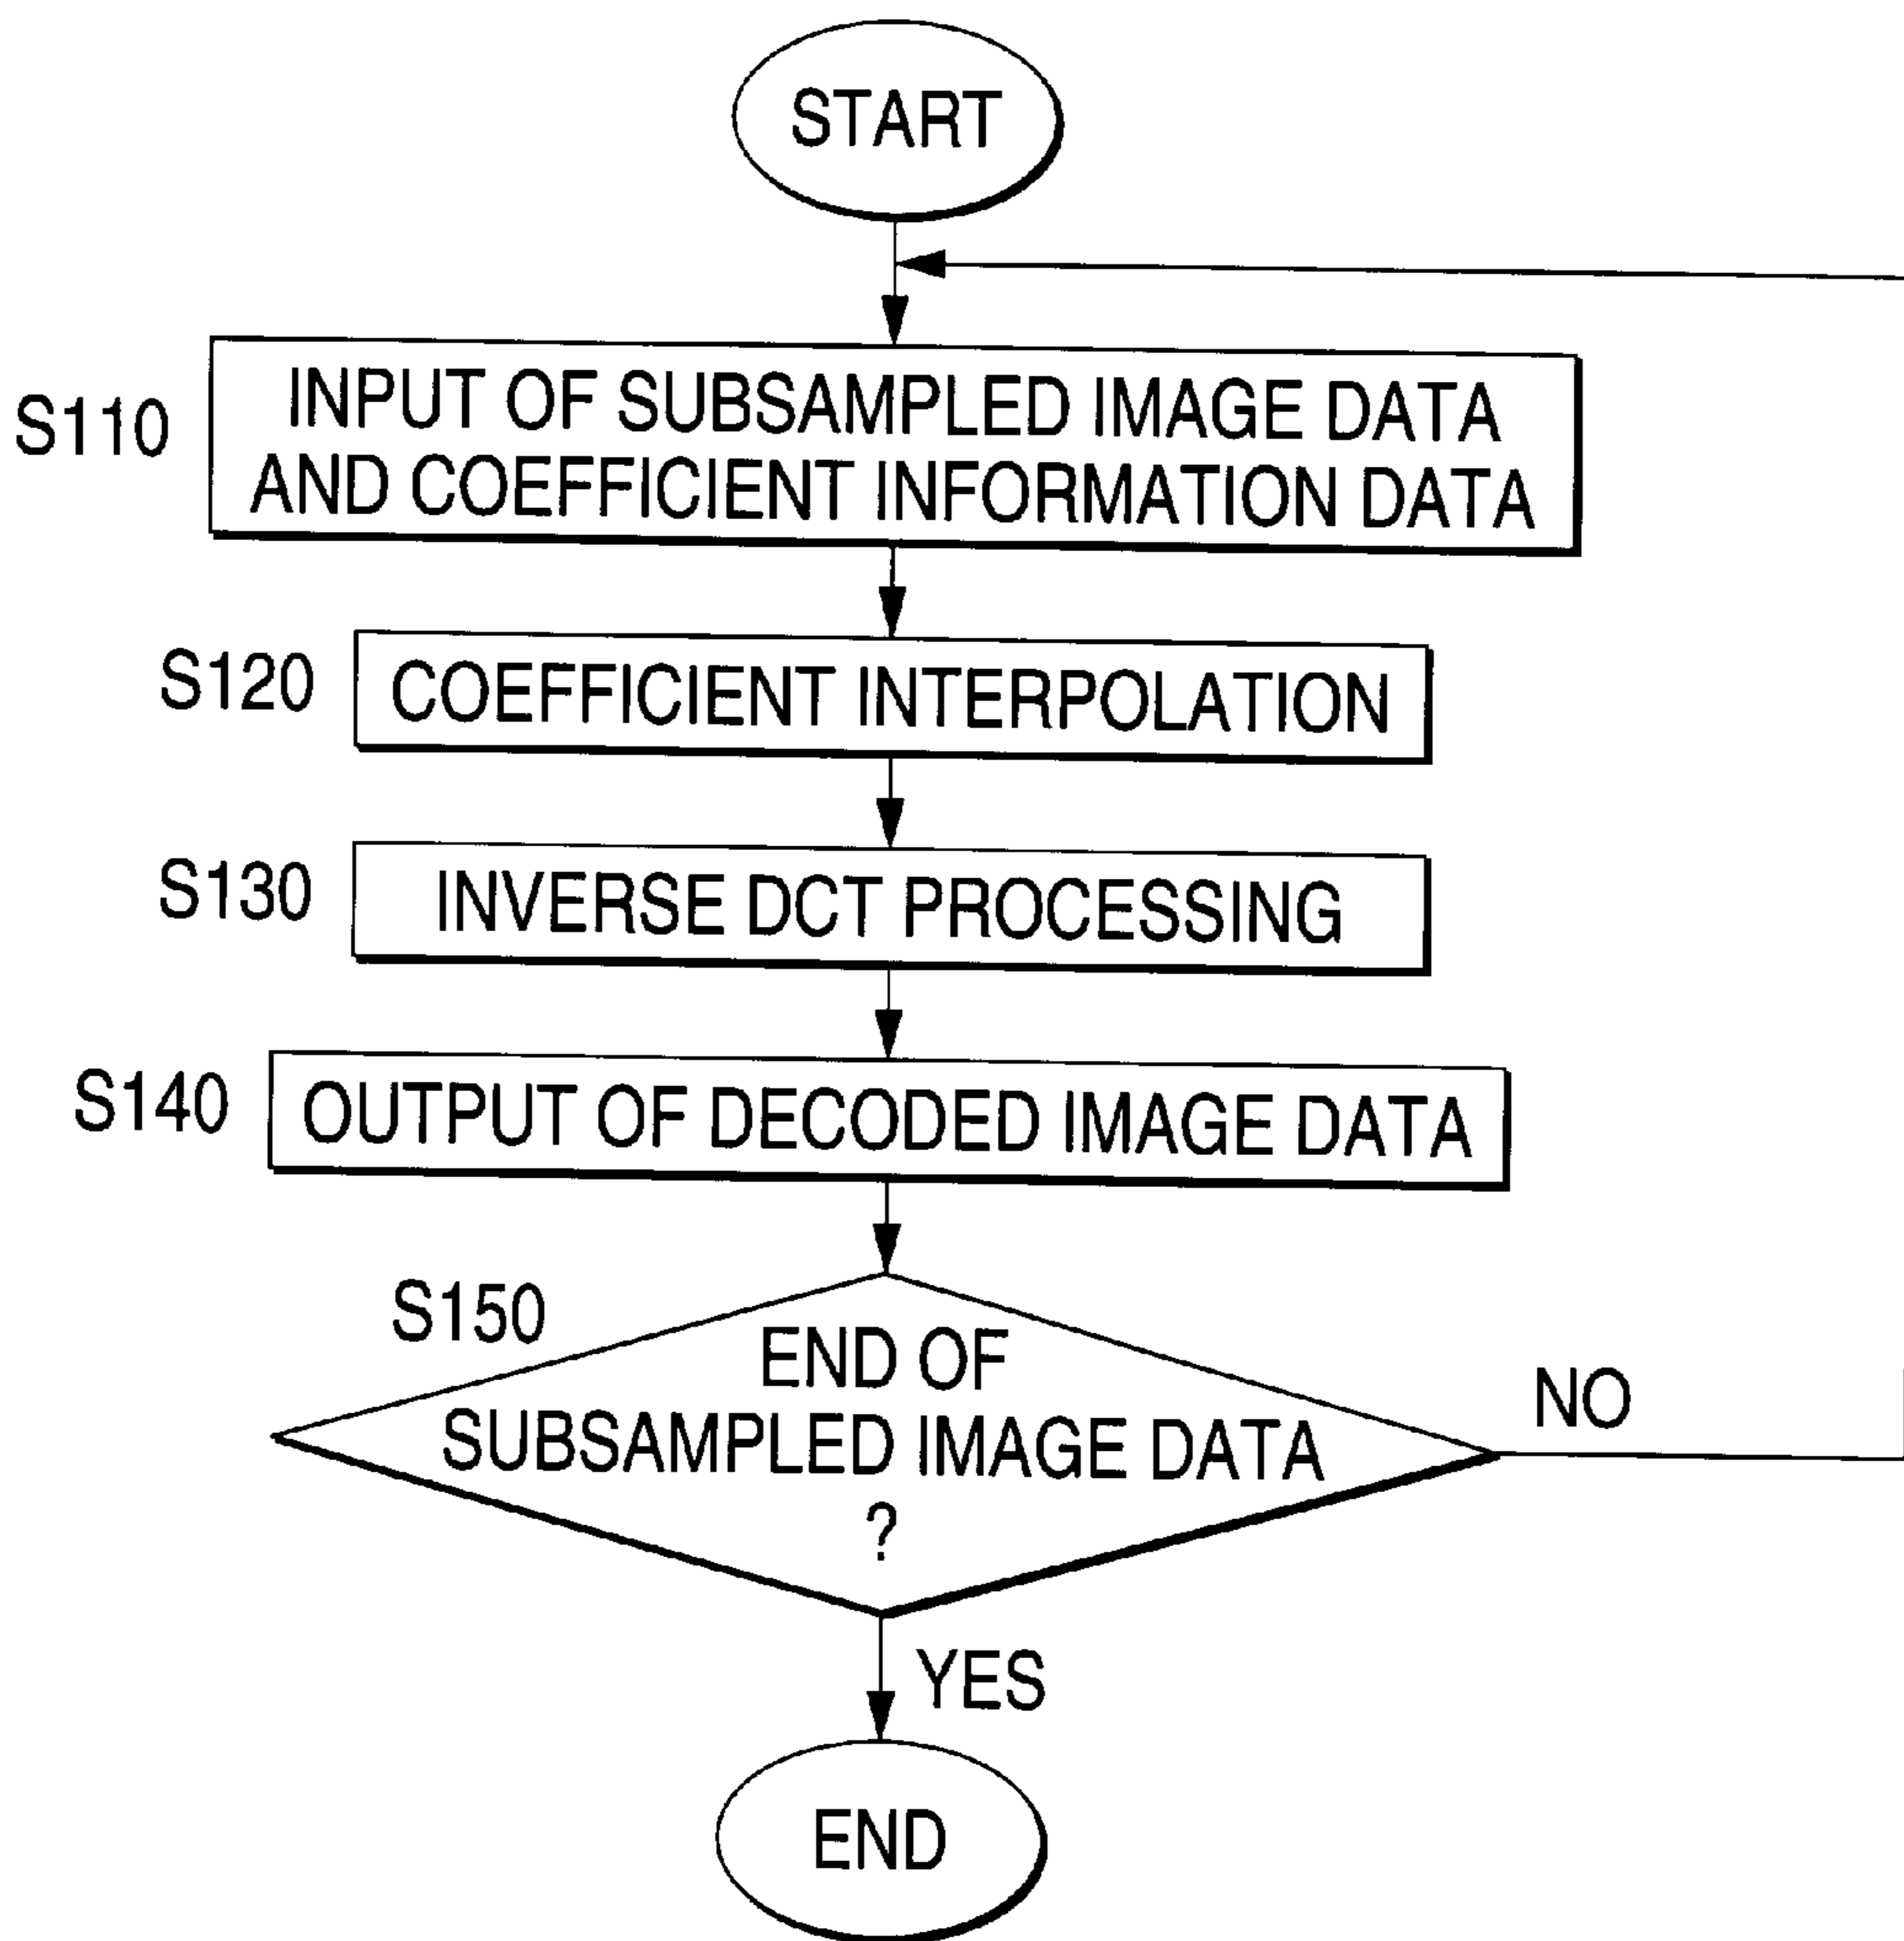 START
S110
INPUT OF SUBSAMPLED IMAGE DATA
AND COEFFICIENT INFORMATION DATA
S120
COEFFICIENT INTERPOLATION
S130
INVERSE DCT PROCESSING
S140
OUTPUT OF DECODED IMAGE DATA
S150
END OF
SUBSAMPLED IMAGE DATA
?
NO
YES
END